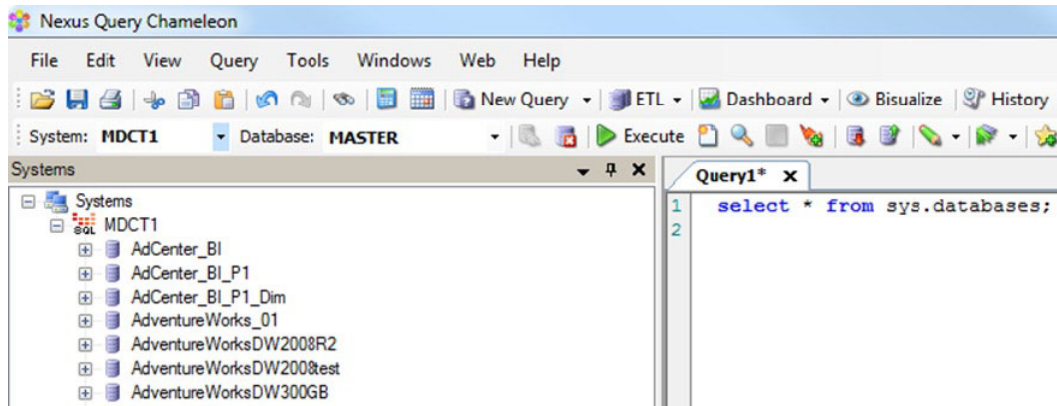 Nexus Query Chameleon
File Edit View Query Tools Windows Web Help
New Query ETL Dashboard Bisualize History
System: MDCT1 Database: MASTER Execute
Systems
Query1* x
Systems
SQL MDCT1
AdCenter_BI
AdCenter_BI_P1
AdCenter_BI_P1_Dim
AdventureWorks_01
AdventureWorksDW2008R2
AdventureWorksDW2008test
AdventureWorksDW300GB
1 select * from sys.databases;
2